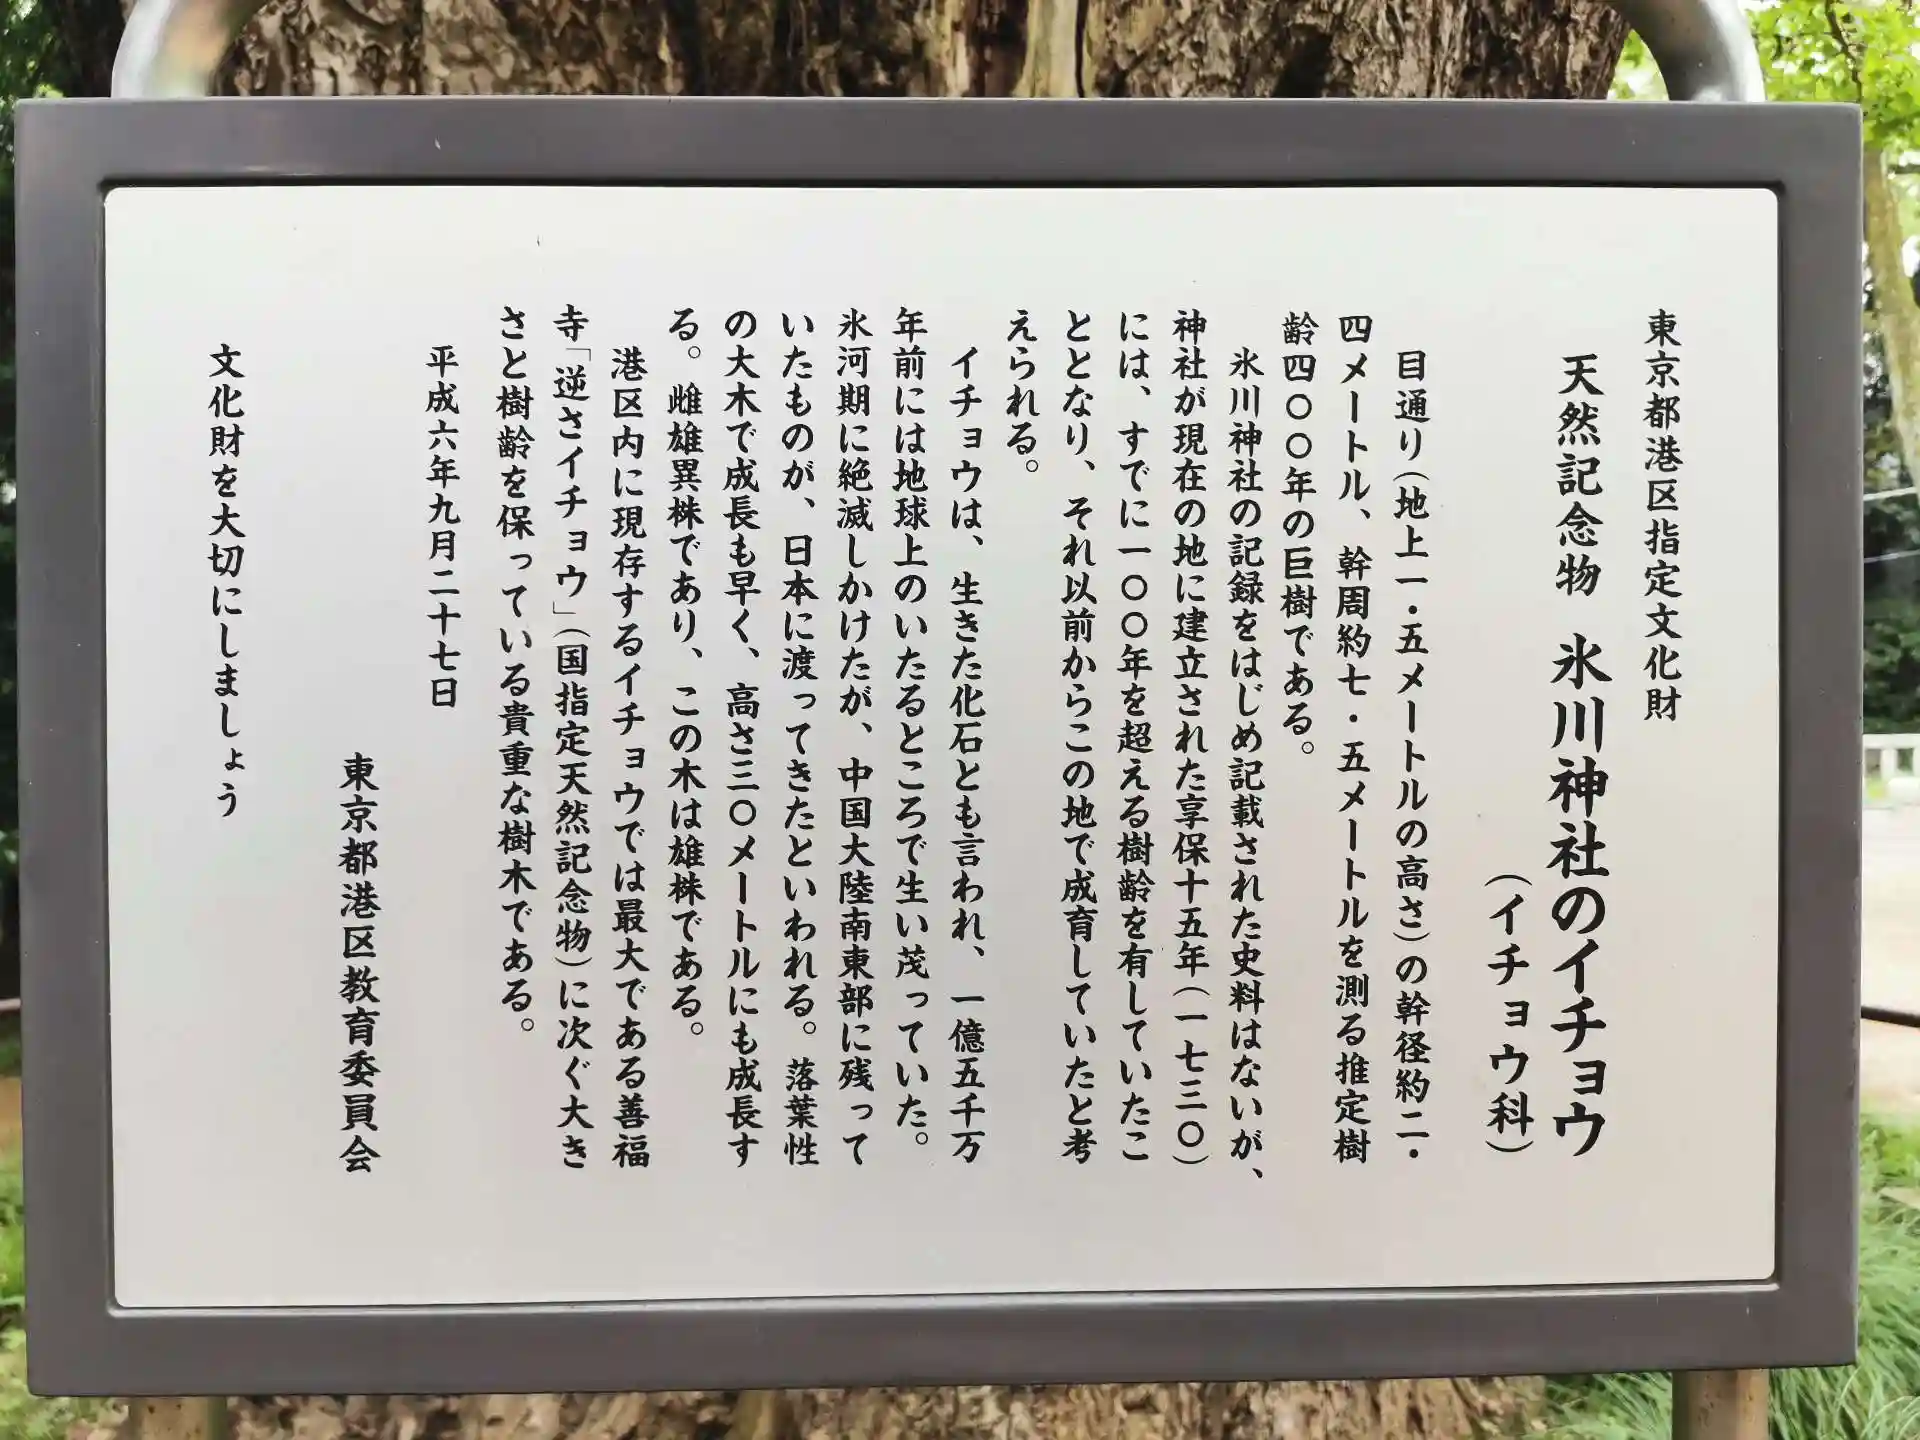 東京都港区指定文化財
天然記念物 氷川神社のイチョウ
(イチョウ科)
目通り(地上一・五メートルの高さ)の幹径約二・
四メートル、幹周約七・五メートルを測る推定樹
齢四〇〇年の巨樹である。
氷川神社の記録をはじめ記載された史料はないが、
神社が現在の地に建立された享保十五年(一七三〇)
には、すでに一〇〇年を超える樹齢を有していたこ
ととなり、それ以前からこの地で成育していたと考
えられる。
イチョウは、生きた化石とも言われ、一億五千万
年前には地球上のいたるところで生い茂っていた。
氷河期に絶滅しかけたが、中国大陸南東部に残って
いたものが、日本に渡ってきたといわれる。落葉性
の大木で成長も早く、高さ三〇メートルにも成長す
る。雌雄異株であり、この木は雄株である。
港区内に現存するイチョウでは最大である善福
寺「逆さイチョウ」(国指定天然記念物)に次ぐ大き
さと樹齢を保っている貴重な樹木である。
平成六年九月二十七日
東京都港区教育委員会
文化財を大切にしましょう